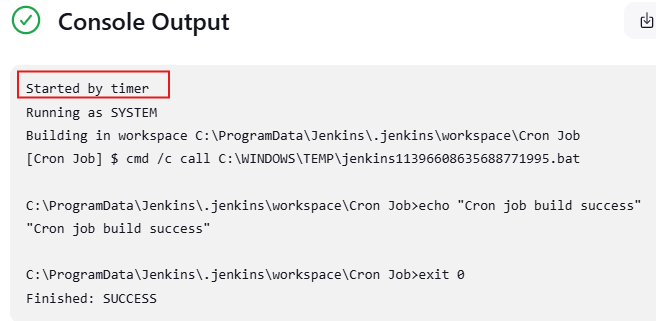 Console Output
Started by timer
Running as SYSTEM
Building in workspace C:\ProgramData\Jenkins\.jenkins\workspace\Cron Job
[Cron Job] $ cmd /c call C:\WINDOWS\TEMP\jenkins11396608635688771995.bat
C:\ProgramData\Jenkins\.jenkins\workspace\Cron Job>echo "Cron job build success"
"Cron job build success"
C:\ProgramData\Jenkins\.jenkins\workspace\Cron Job>exit 0
Finished: SUCCESS